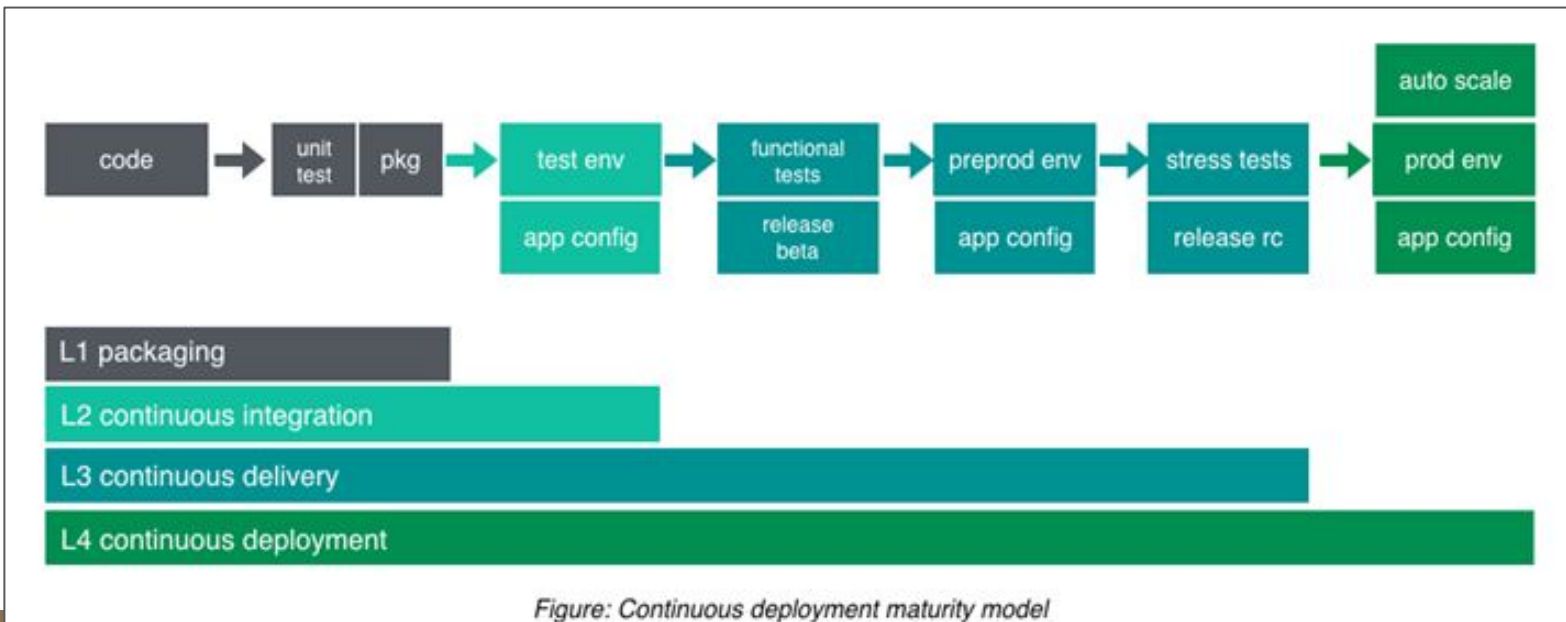 auto scale
code
unit
test
pkg
test env
functional
tests
preprod env
stress tests
prod env
app config
release
beta
app config
release rc
app config
L1 packaging
L2 continuous integration
L3 continuous delivery
L4 continuous deployment
Figure: Continuous deployment maturity model